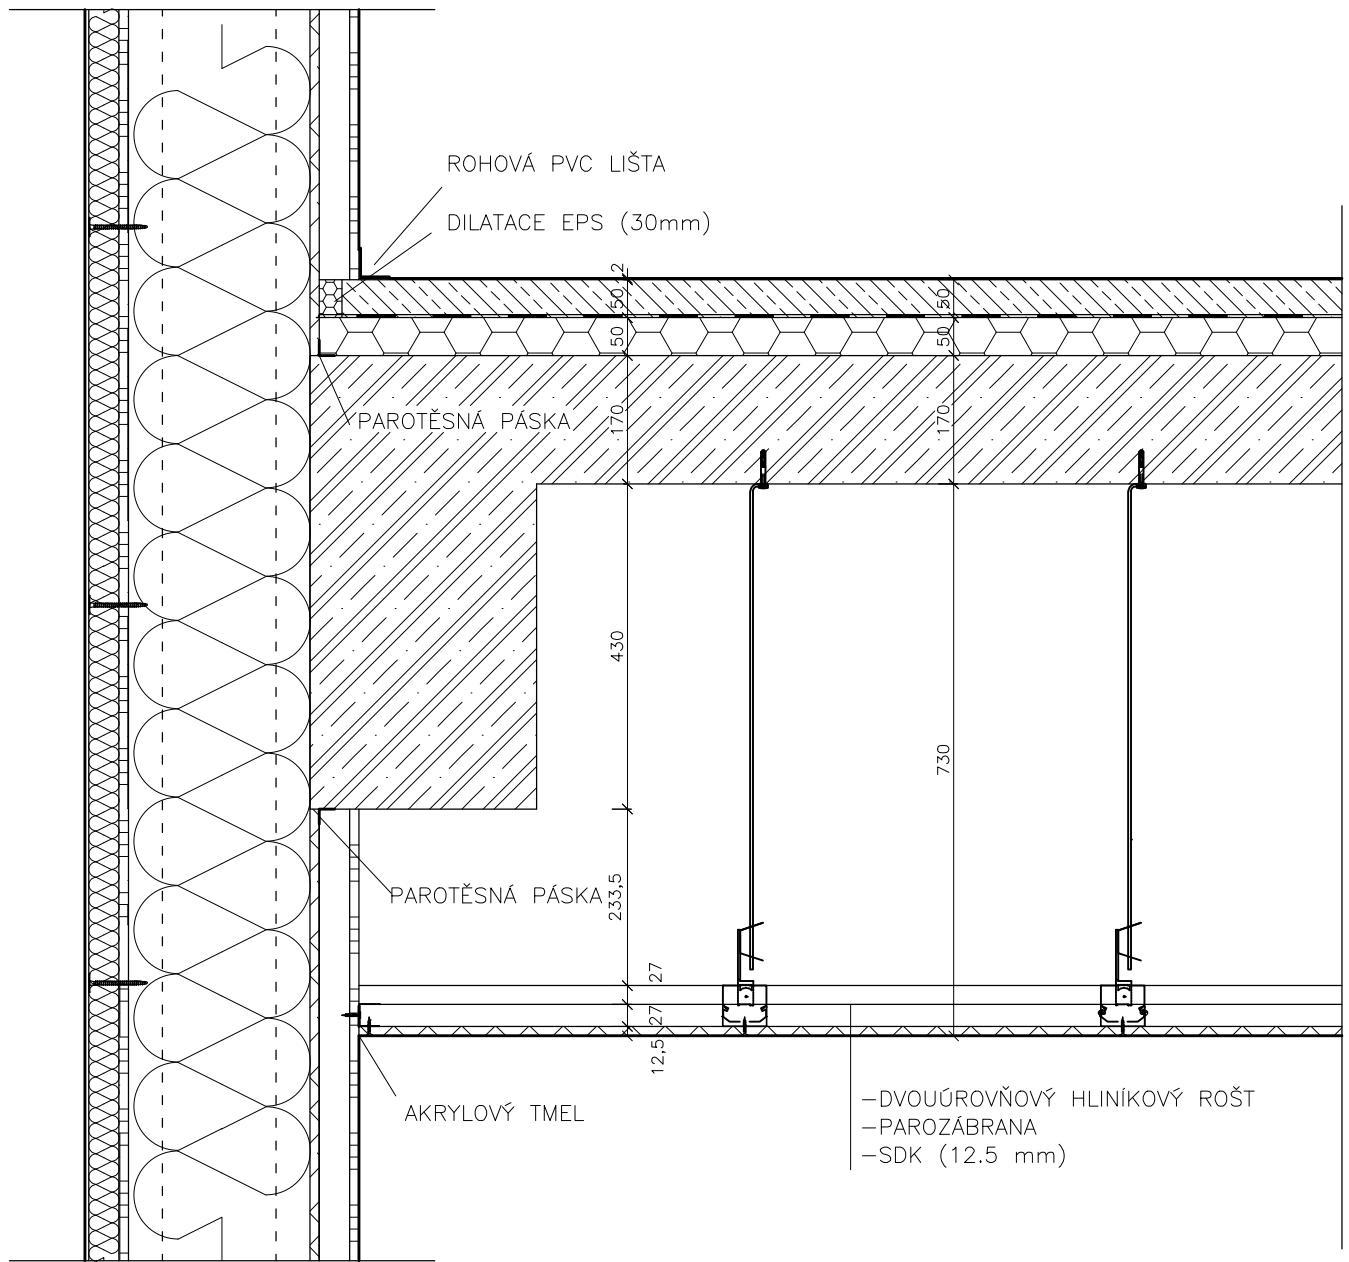 ROHOVÁ PVC LIŠTA
DILATACE EPS (30mm)
2
50
50
50
50
PAROTĚSNÁ PÁSKA
170
170
430
730
PAROTĚSNÁ PÁSKA
233,5
27
27
12,5
AKRYLOVÝ TMEL
–DVOUÚROVŇOVÝ HLINÍKOVÝ ROŠT
–PAROZÁBRANA
–SDK (12.5 mm)